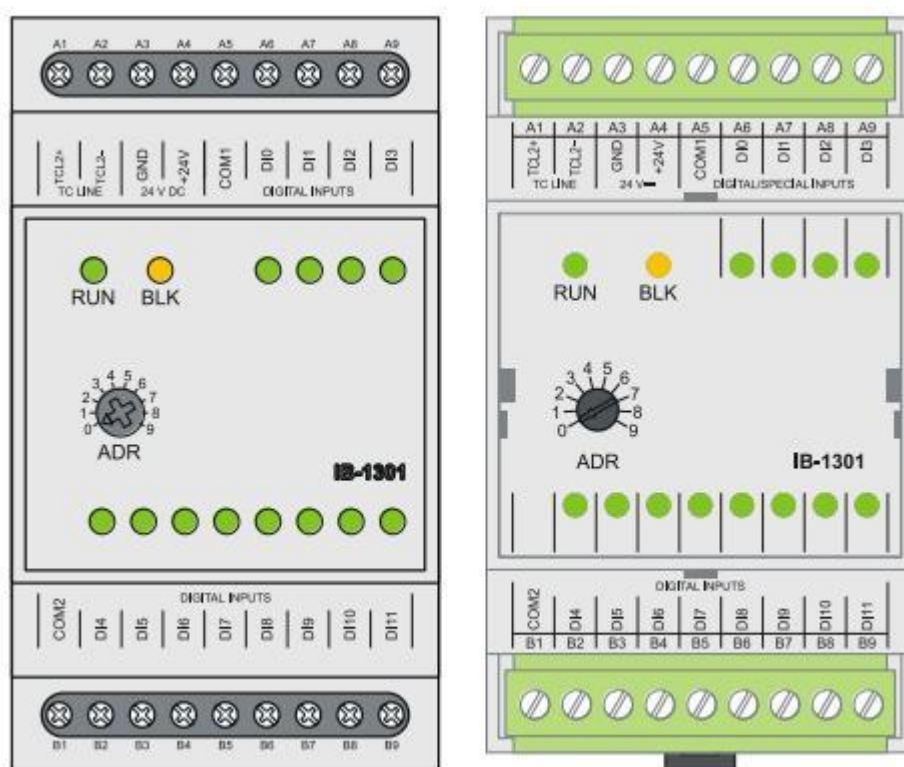 A1 A2 A3 A4 A5 A6 A7 A8 A9
TCL2+ TCL2- GND +24V COM1 DI0 DI1 DI2 DI3
TC LINE 24 V DC DIGITAL INPUTS
RUN BLK
0 1 2 3 4 5 6 7 8 9
ADR
IB-1301
DIGITAL INPUTS
COM2 DI4 DI5 DI6 DI7 DI8 DI9 DI10 DI11
B1 B2 B3 B4 B5 B6 B7 B8 B9
A1 A2 A3 A4 A5 A6 A7 A8 A9
TCL2+ TCL2- GND +24V COM1 DI0 DI1 DI2 DI3
TC LINE 24 V DIGITAL/SPECIAL INPUTS
RUN BLK
0 1 2 3 4 5 6 7 8 9
ADR
IB-1301
DIGITAL INPUTS
COM2 DI4 DI5 DI6 DI7 DI8 DI9 DI10 DI11
B1 B2 B3 B4 B5 B6 B7 B8 B9